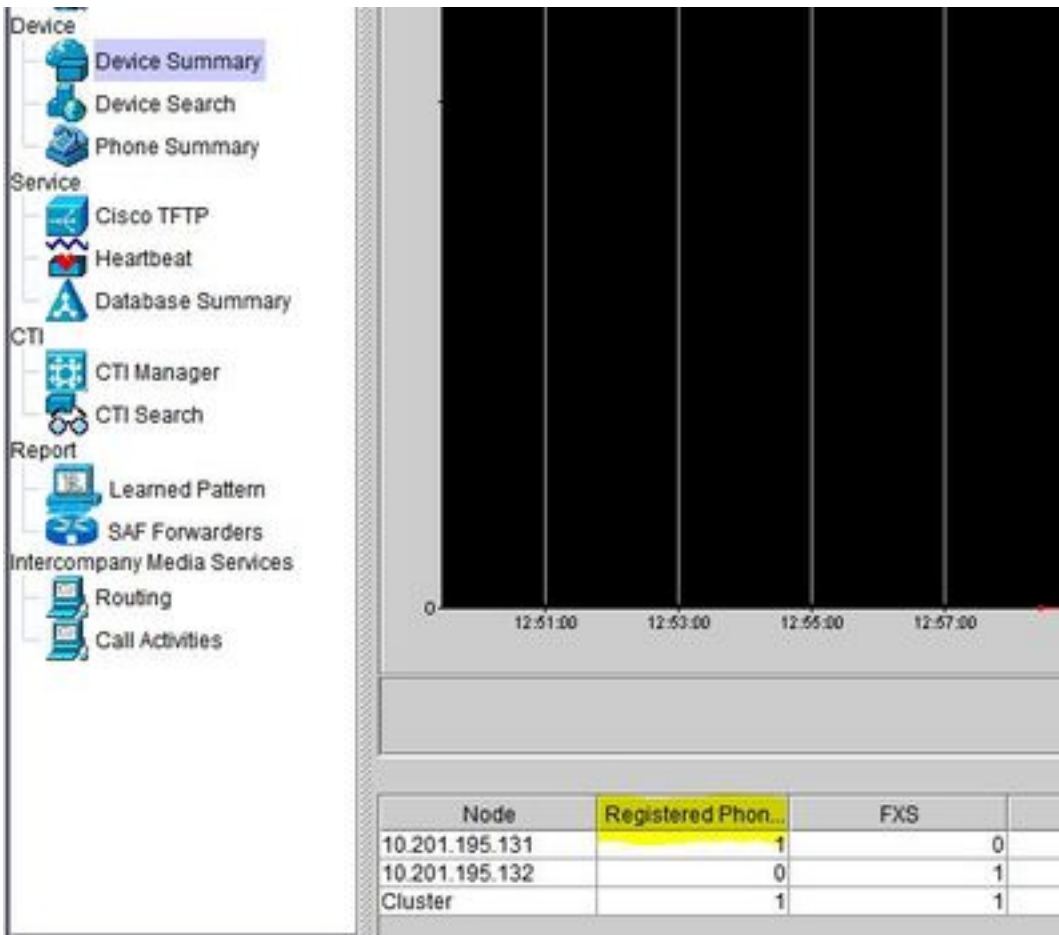 Device
Device Summary
Device Search
Phone Summary
Service
Cisco TFTP
Heartbeat
Database Summary
CTI
CTI Manager
CTI Search
Report
Learned Pattern
SAF Forwarders
Intercompany Media Services
Routing
Call Activities
0
12:51:00 12:53:00 12:55:00 12:57:00
Node Registered Phon... FXS
10.201.195.131 1 0
10.201.195.132 0 1
Cluster 1 1